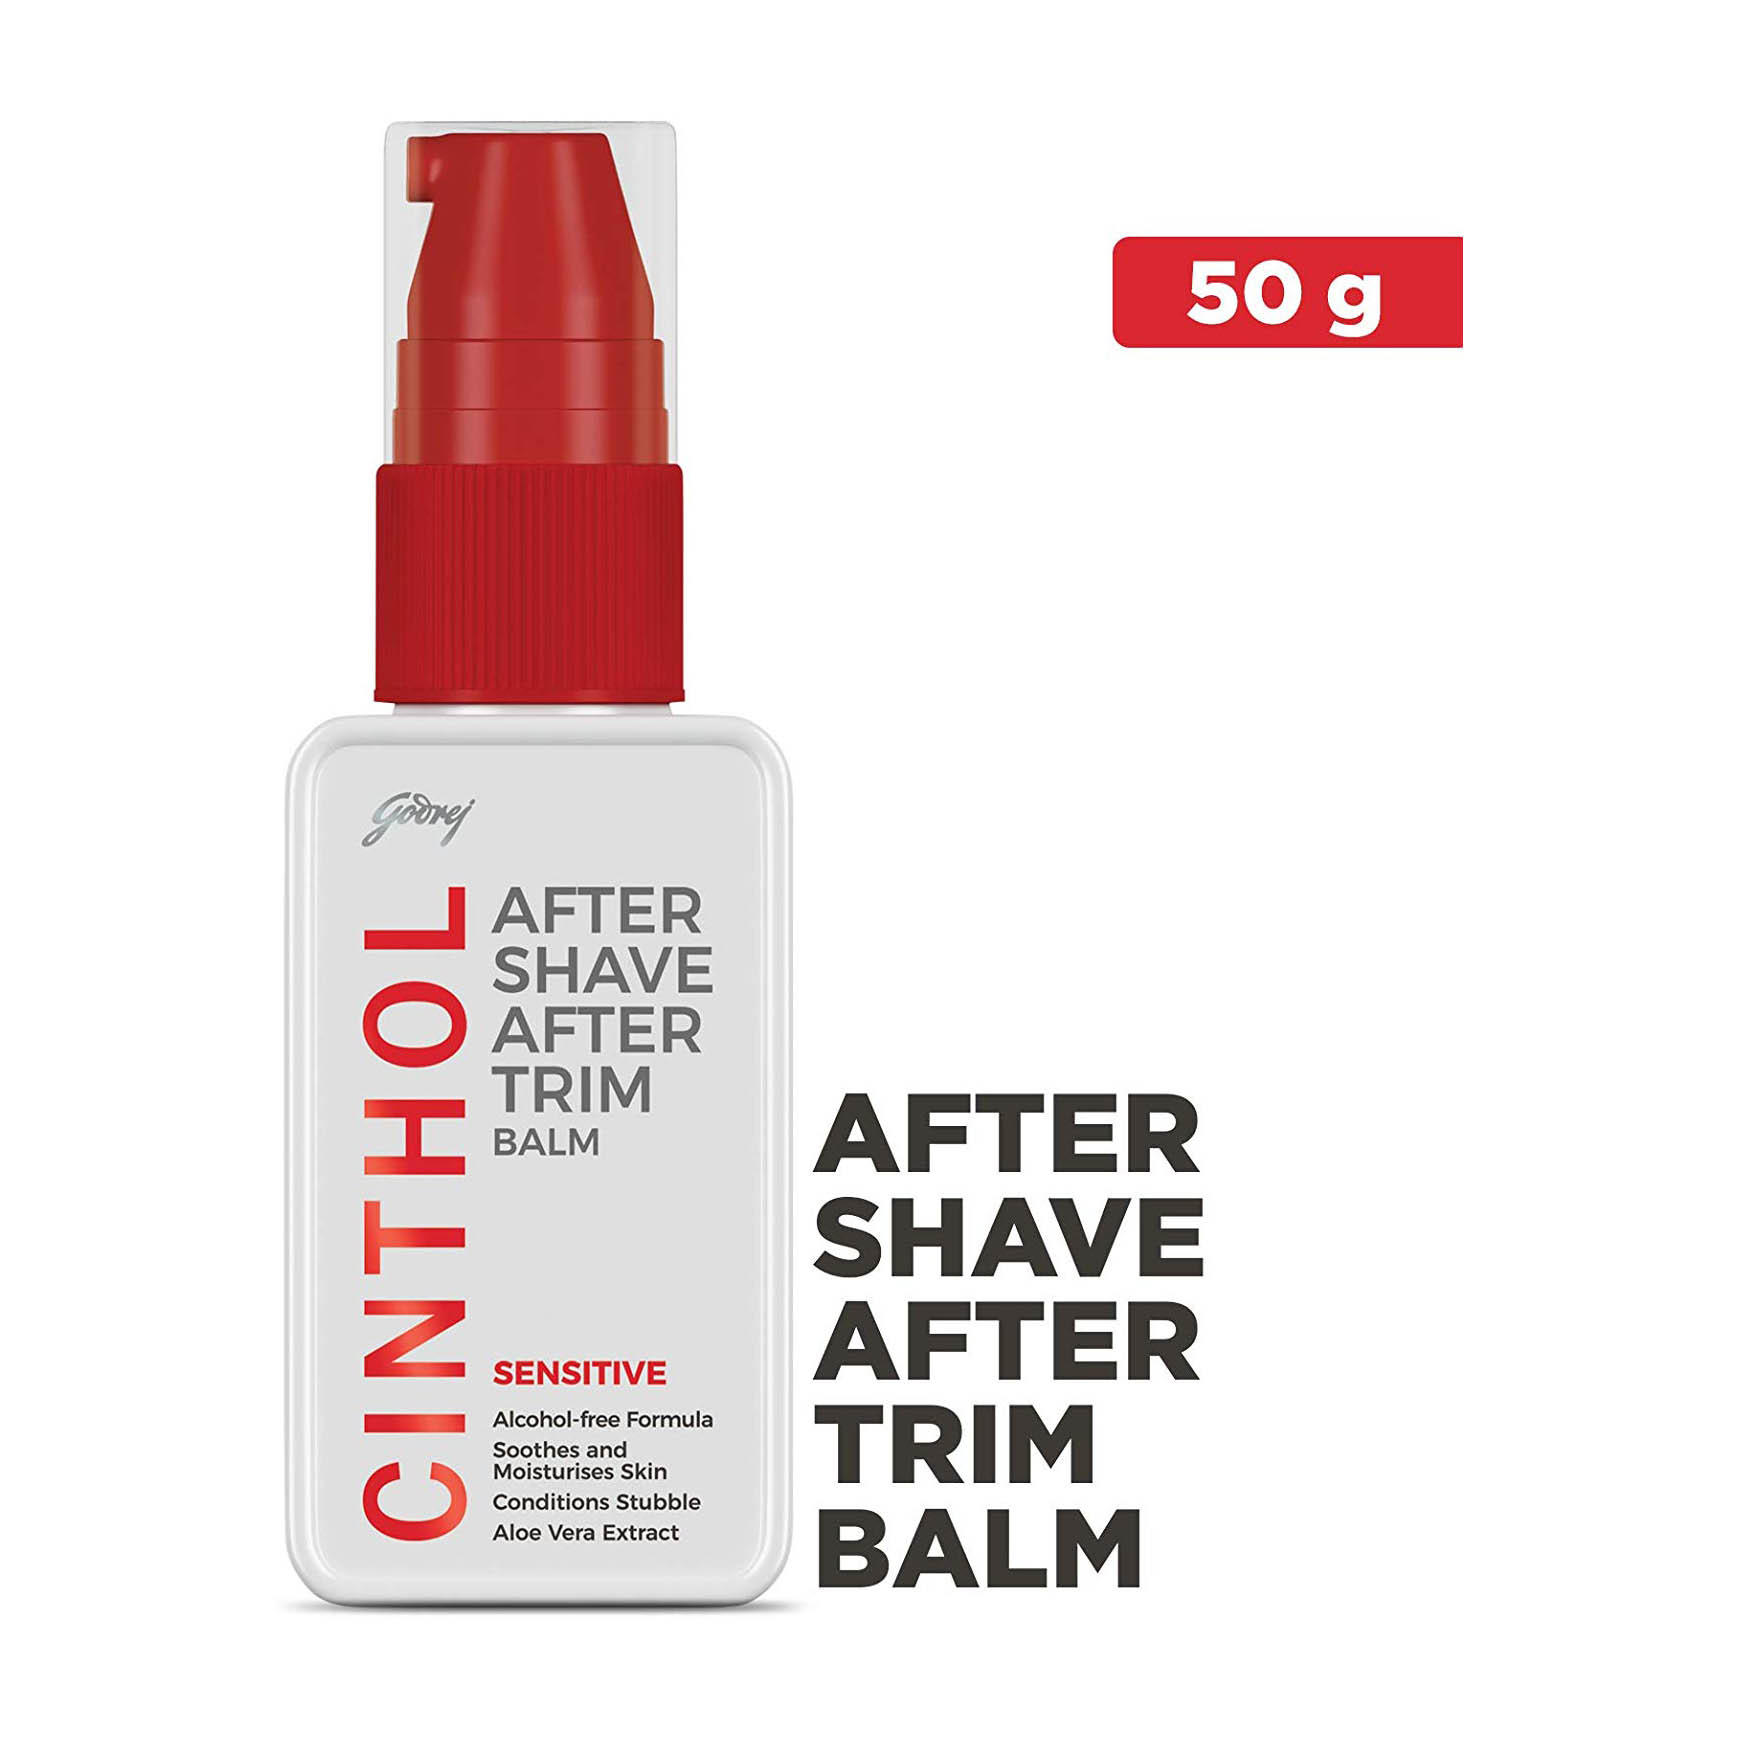 50 g
Godrej
CINTHOL
AFTER
SHAVE
AFTER
TRIM
BALM
SENSITIVE
Alcohol-free Formula
Soothes and
Moisturises Skin
Conditions Stubble
Aloe Vera Extract
AFTER
SHAVE
AFTER
TRIM
BALM